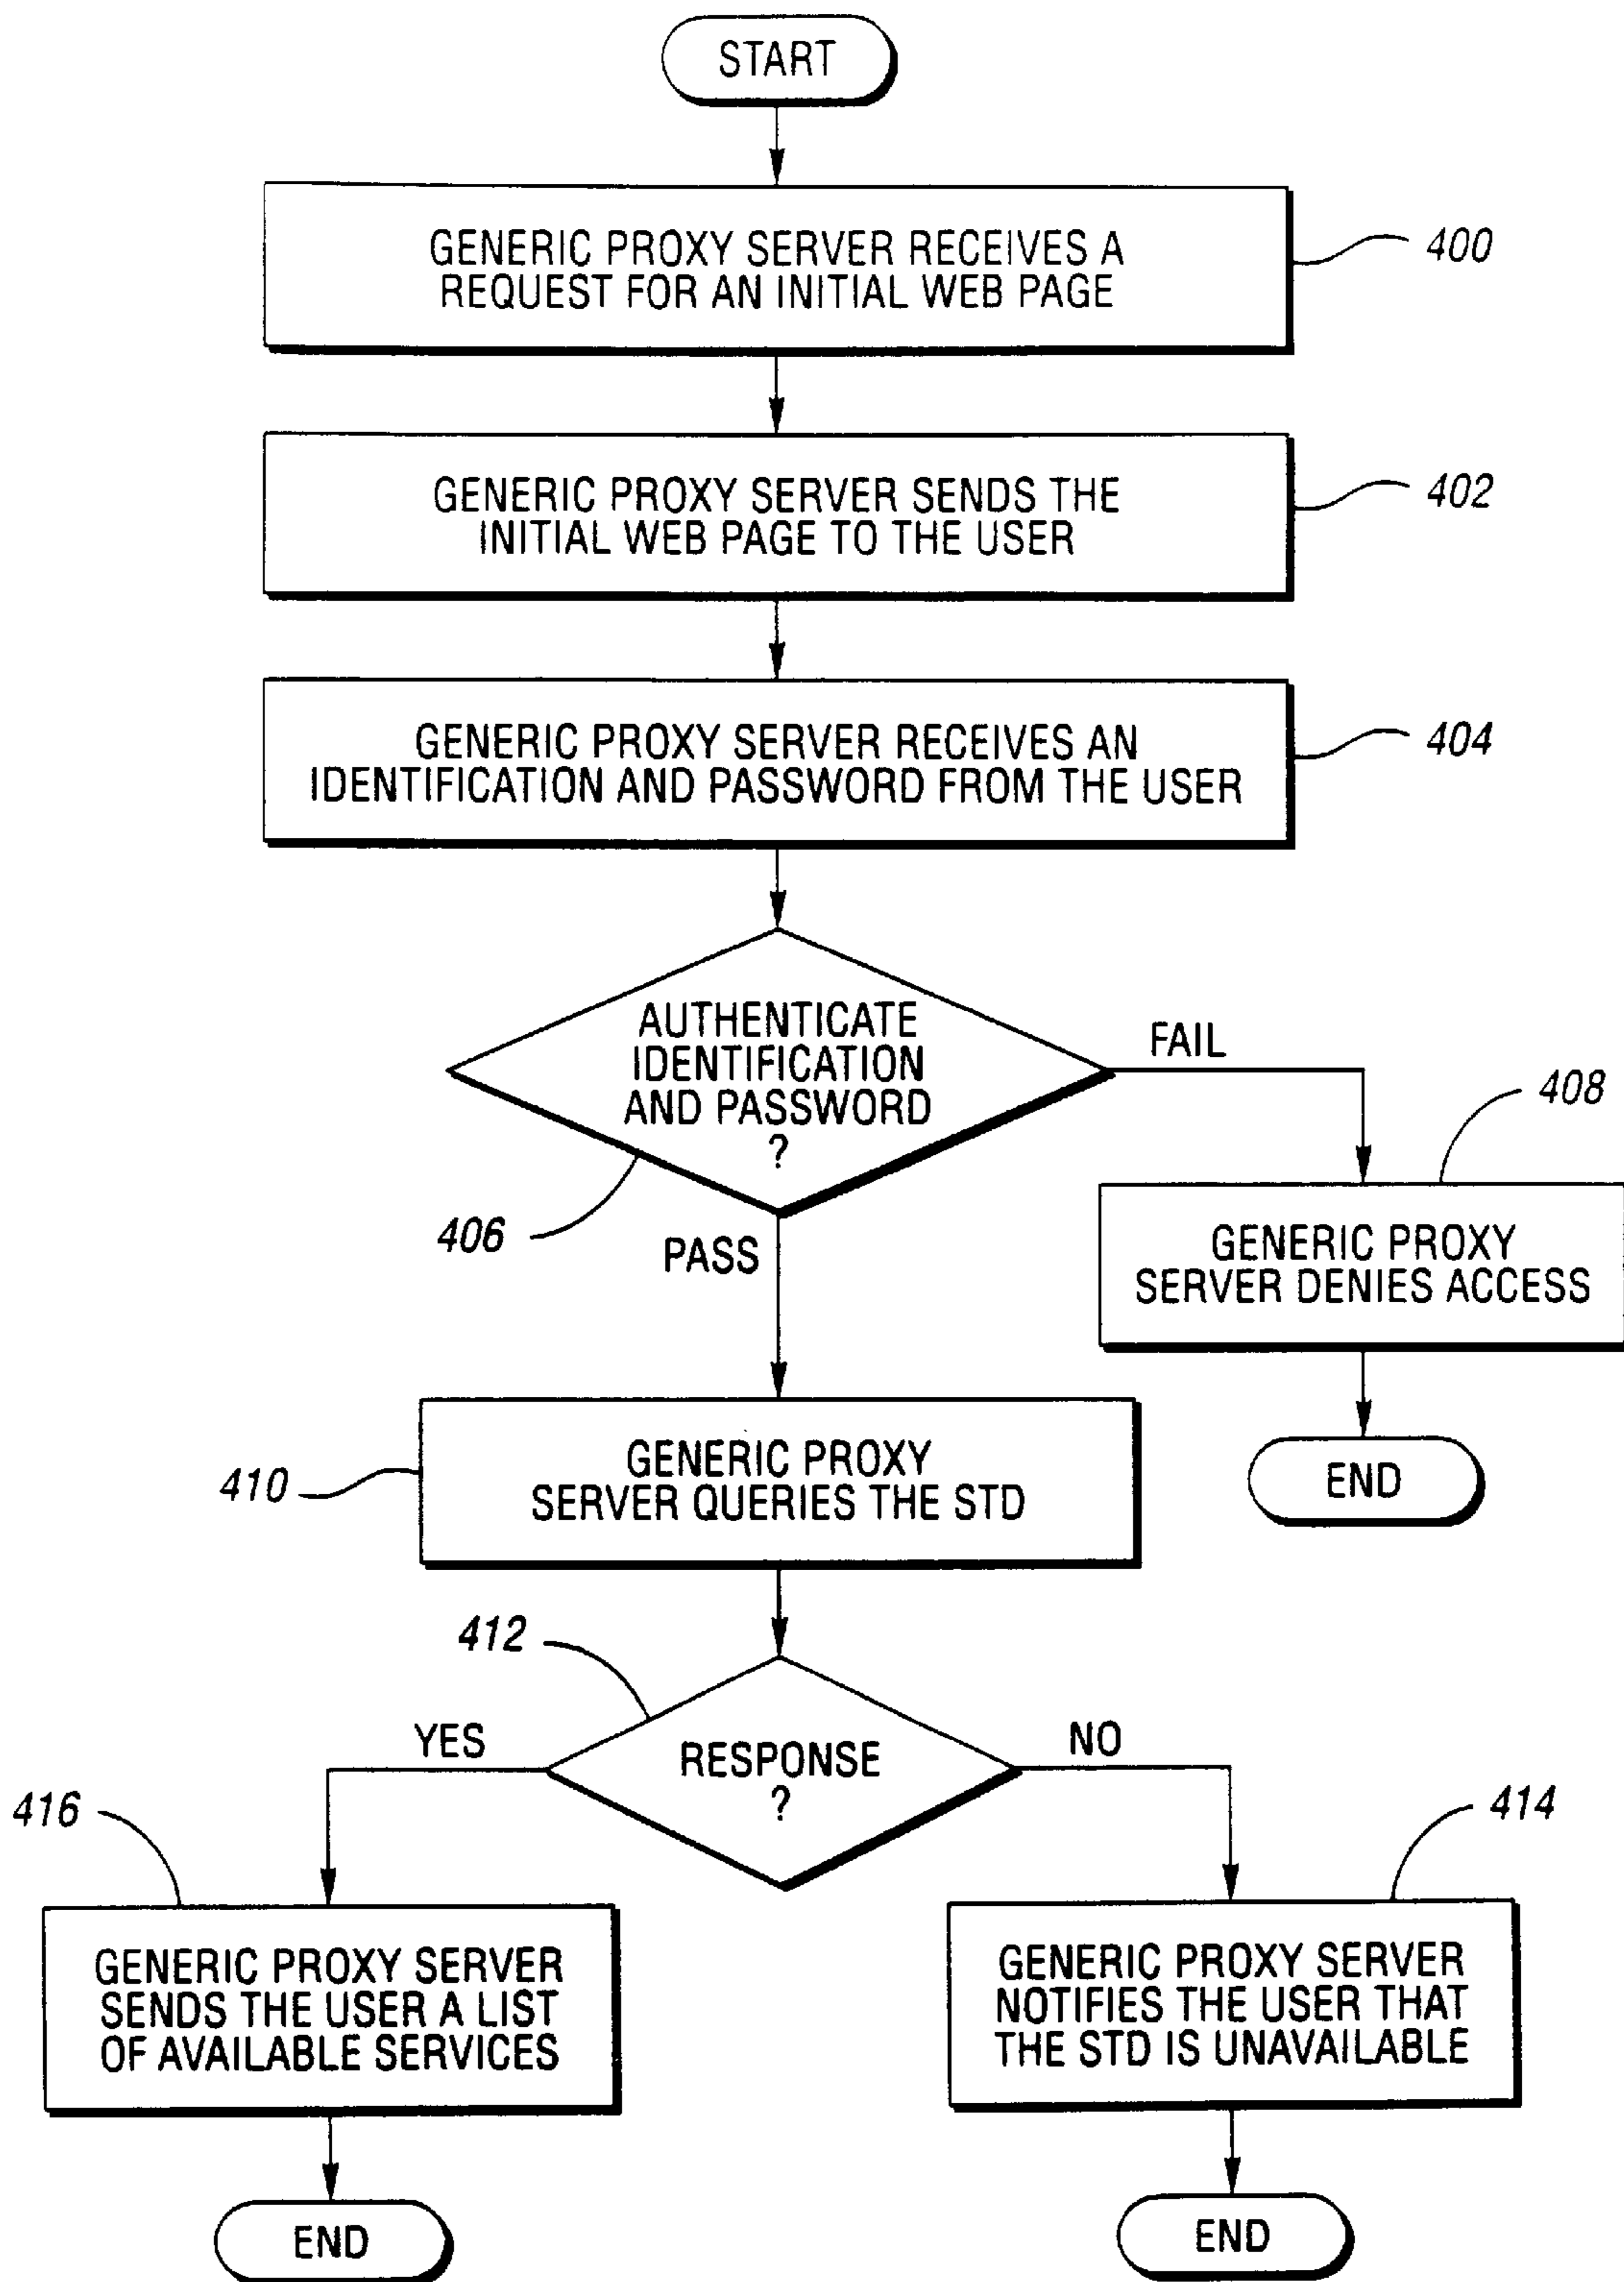 START
GENERIC PROXY SERVER RECEIVES A
REQUEST FOR AN INITIAL WEB PAGE
400
GENERIC PROXY SERVER SENDS THE
INITIAL WEB PAGE TO THE USER
402
GENERIC PROXY SERVER RECEIVES AN
IDENTIFICATION AND PASSWORD FROM THE USER
404
AUTHENTICATE
IDENTIFICATION
AND PASSWORD
?
406
FAIL
408
GENERIC PROXY
SERVER DENIES ACCESS
END
PASS
GENERIC PROXY
SERVER QUERIES THE STD
410
412
RESPONSE
?
YES
NO
416
GENERIC PROXY SERVER
SENDS THE USER A LIST
OF AVAILABLE SERVICES
END
414
GENERIC PROXY SERVER
NOTIFIES THE USER THAT
THE STD IS UNAVAILABLE
END